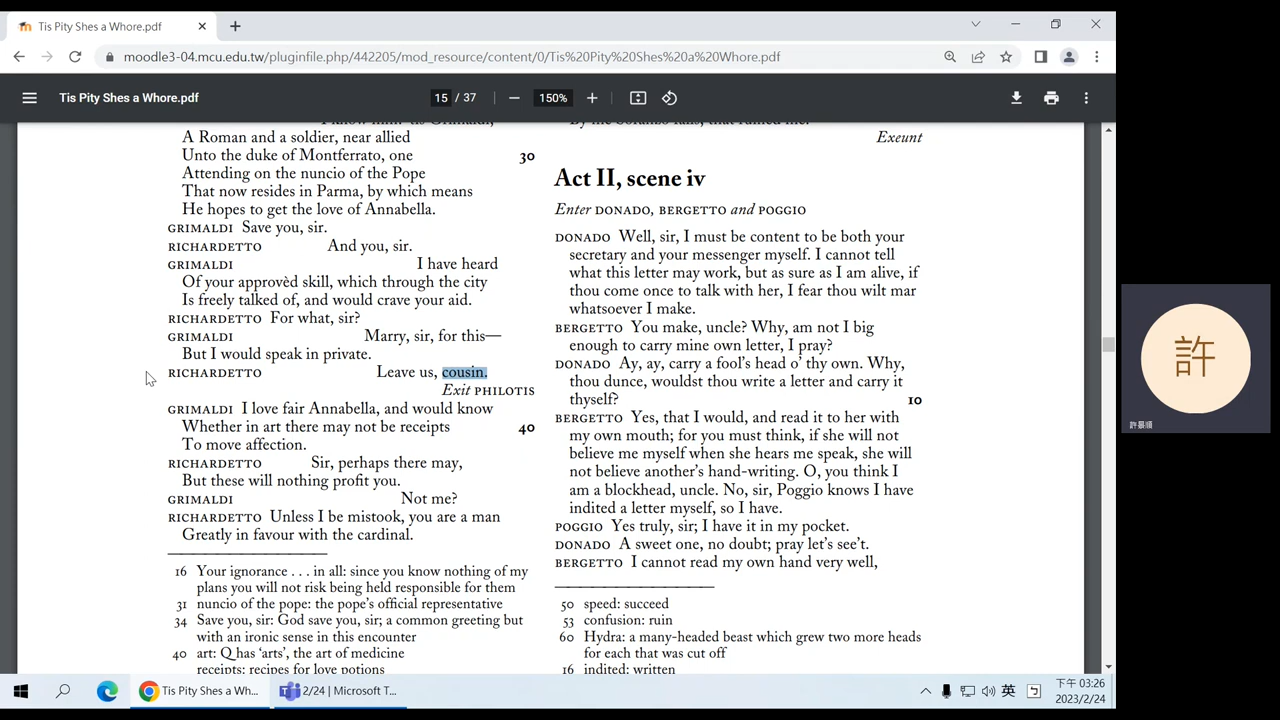 Tis Pity Shes a Whore.pdf
moodle3-04.mcu.edu.tw/pluginfile.php/442205/mod_resource/content/0/Tis%20Pity%20Shes%20a%20Whore.pdf
Tis Pity Shes a Whore.pdf
15 / 37
150%
A Roman and a soldier, near allied
Unto the duke of Montferrato, one 30
Attending on the nuncio of the Pope
That now resides in Parma, by which means
He hopes to get the love of Annabella.
GRIMALDI Save you, sir.
RICHARDETTO And you, sir.
GRIMALDI I have heard
Of your approvèd skill, which through the city
Is freely talked of, and would crave your aid.
RICHARDETTO For what, sir?
GRIMALDI Marry, sir, for this—
But I would speak in private.
RICHARDETTO Leave us, cousin.
Exit PHILOTIS
GRIMALDI I love fair Annabella, and would know
Whether in art there may not be receipts 40
To move affection.
RICHARDETTO Sir, perhaps there may,
But these will nothing profit you.
GRIMALDI Not me?
RICHARDETTO Unless I be mistook, you are a man
Greatly in favour with the cardinal.
16 Your ignorance . . . in all: since you know nothing of my
plans you will not risk being held responsible for them
31 nuncio of the pope: the pope's official representative
34 Save you, sir: God save you, sir; a common greeting but
with an ironic sense in this encounter
40 art: Q has ‘arts’, the art of medicine
receipts: recipes for love potions
Exeunt
Act II, scene iv
Enter DONADO, BERGETTO and POGGIO
DONADO Well, sir, I must be content to be both your
secretary and your messenger myself. I cannot tell
what this letter may work, but as sure as I am alive, if
thou come once to talk with her, I fear thou wilt mar
whatsoever I make.
BERGETTO You make, uncle? Why, am not I big
enough to carry mine own letter, I pray?
DONADO Ay, ay, carry a fool's head o' thy own. Why,
thou dunce, wouldst thou write a letter and carry it
thyself? 10
BERGETTO Yes, that I would, and read it to her with
my own mouth; for you must think, if she will not
believe me myself when she hears me speak, she will
not believe another's hand-writing. O, you think I
am a blockhead, uncle. No, sir, Poggio knows I have
indited a letter myself, so I have.
POGGIO Yes truly, sir; I have it in my pocket.
DONADO A sweet one, no doubt; pray let's see't.
BERGETTO I cannot read my own hand very well,
50 speed: succeed
53 confusion: ruin
60 Hydra: a many-headed beast which grew two more heads
for each that was cut off
16 indited: written
許
許景順
Tis Pity Shes a Wh...
2/24 | Microsoft T...
英
下午 03:26
2023/2/24